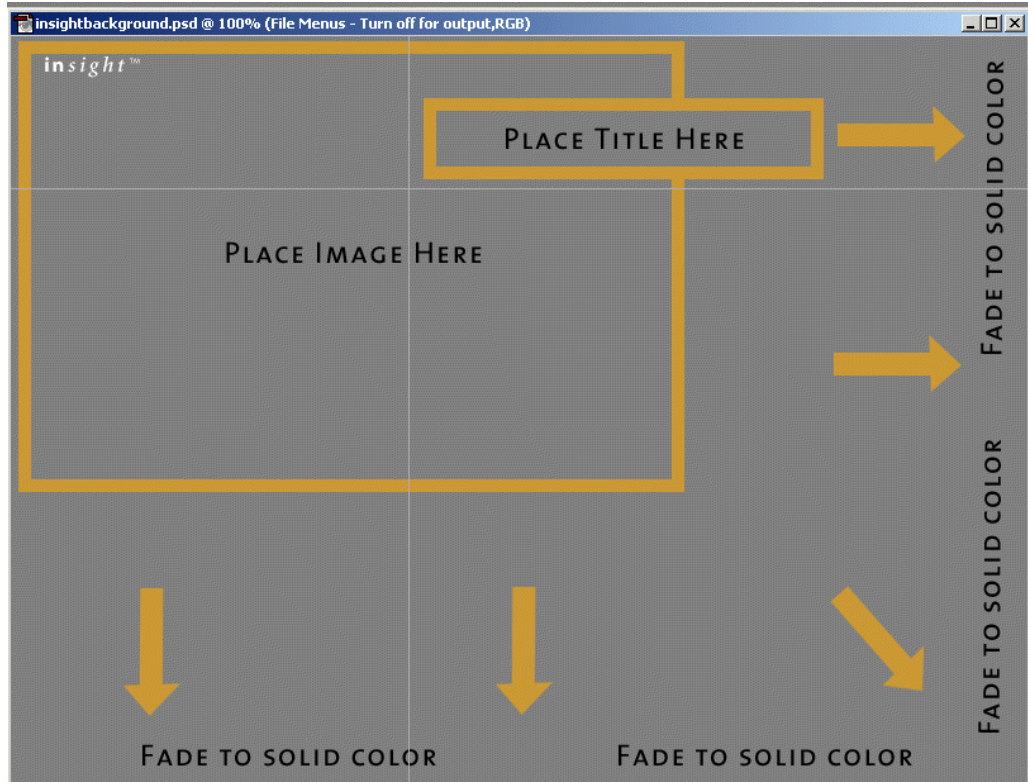 insightbackground.psd @ 100% (File Menus - Turn off for output,RGB)
insight™
PLACE TITLE HERE
PLACE IMAGE HERE
FADE TO SOLID COLOR
FADE TO SOLID COLOR
FADE TO SOLID COLOR
FADE TO SOLID COLOR